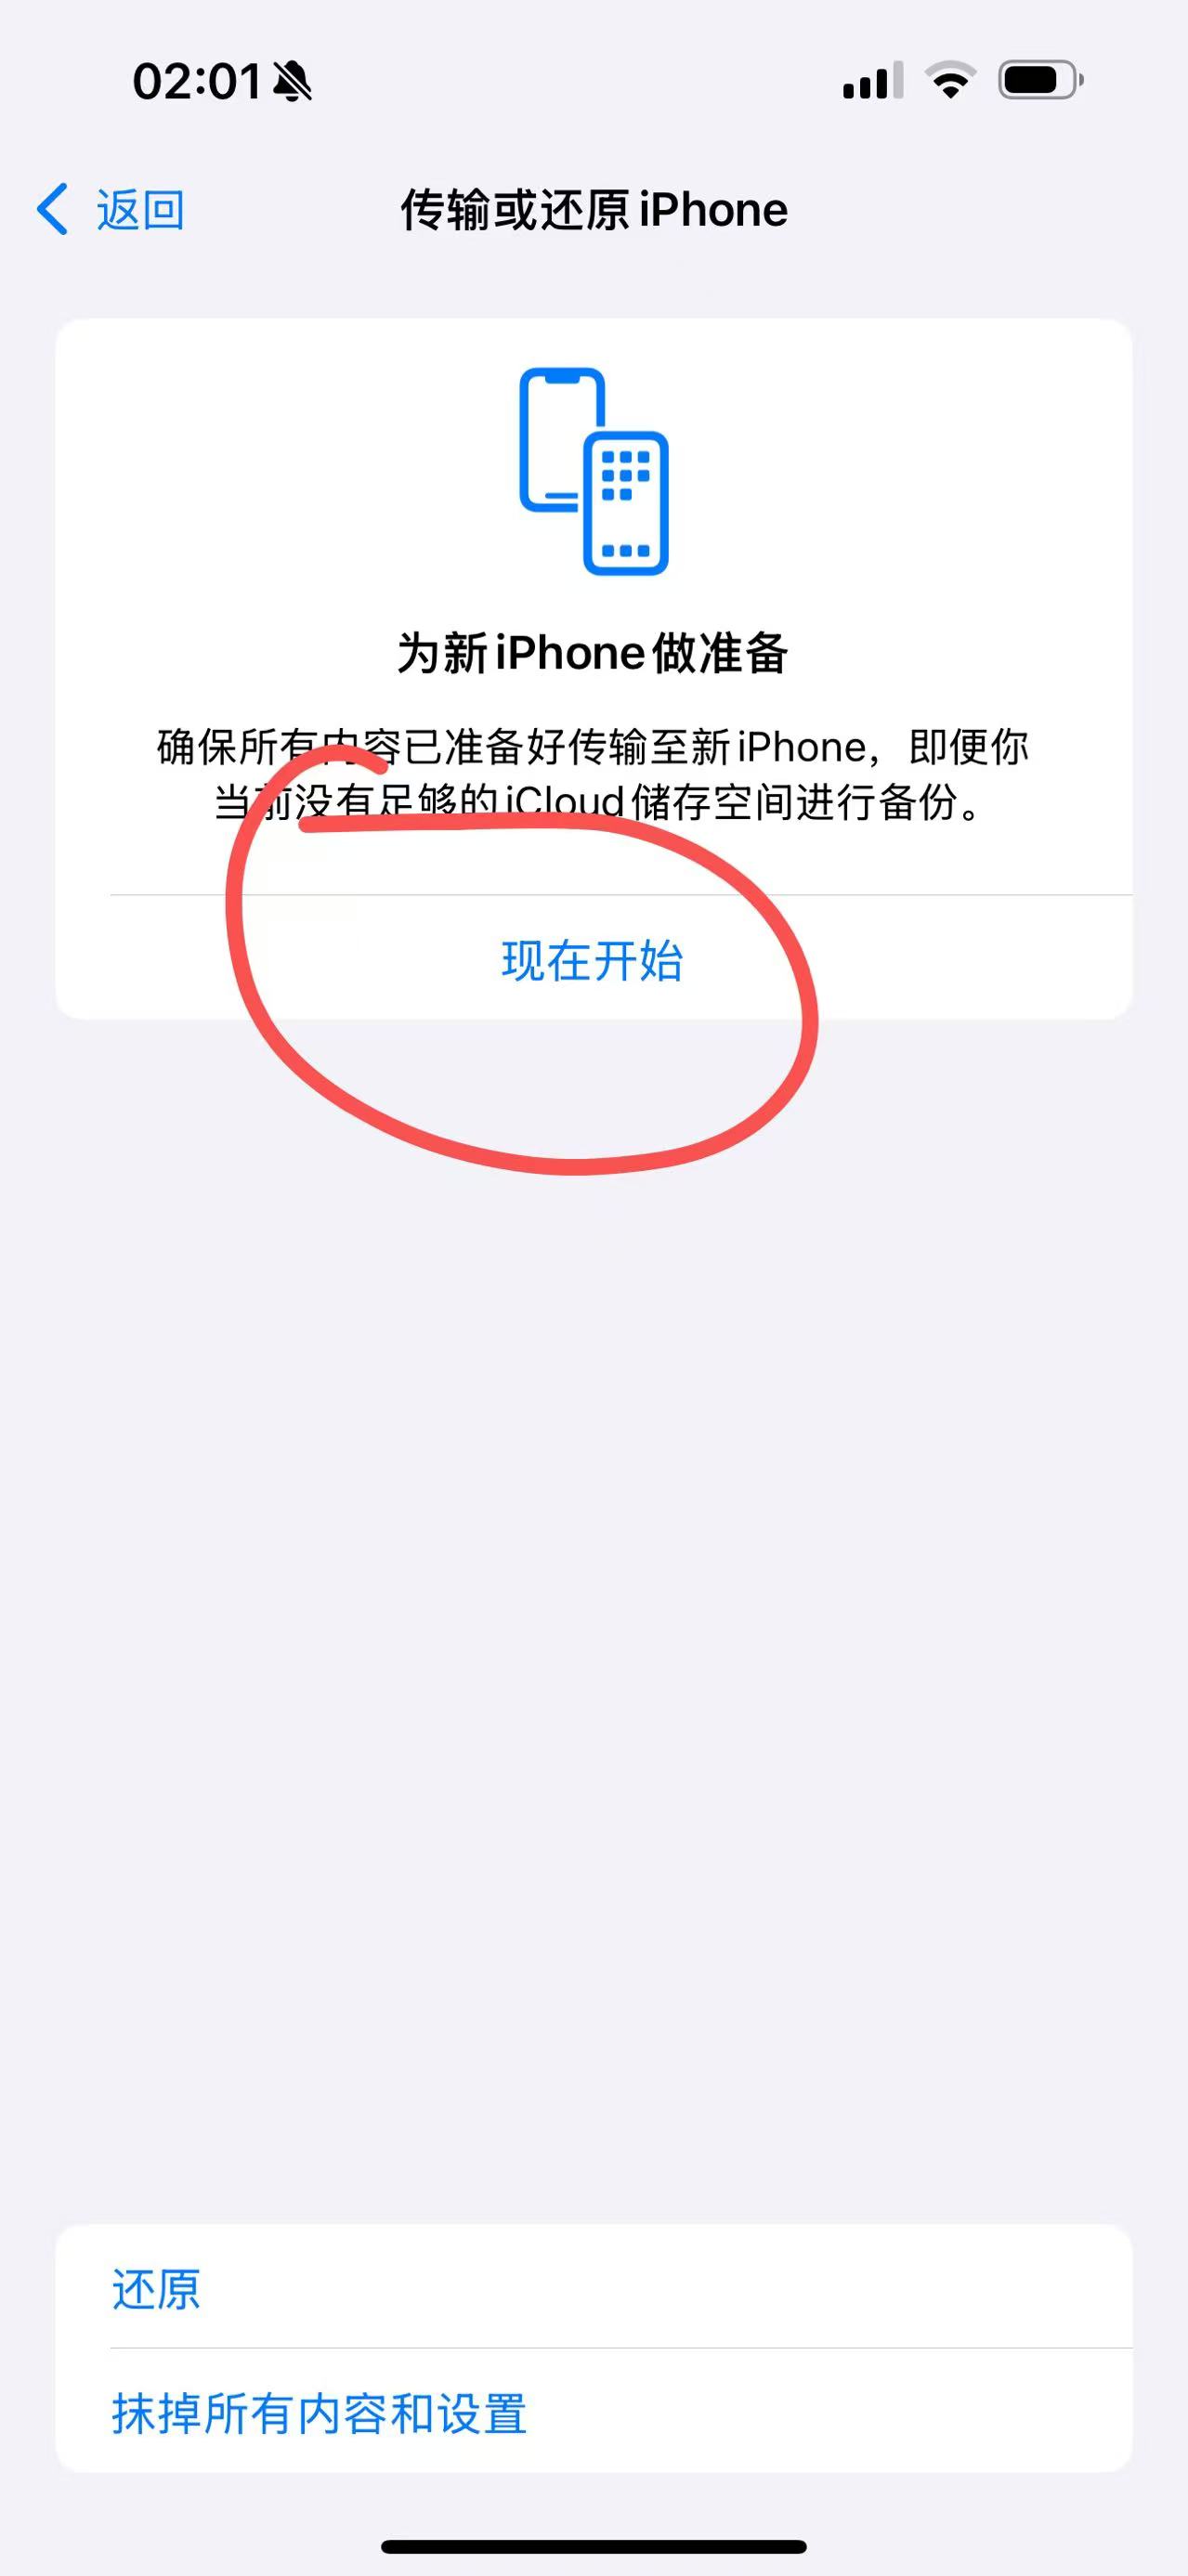 02:01
返回
传输或还原 iPhone
为新 iPhone 做准备
确保所有内容已准备好传输至新 iPhone，即便你
当前没有足够的 iCloud 储存空间进行备份。
现在开始
还原
抹掉所有内容和设置